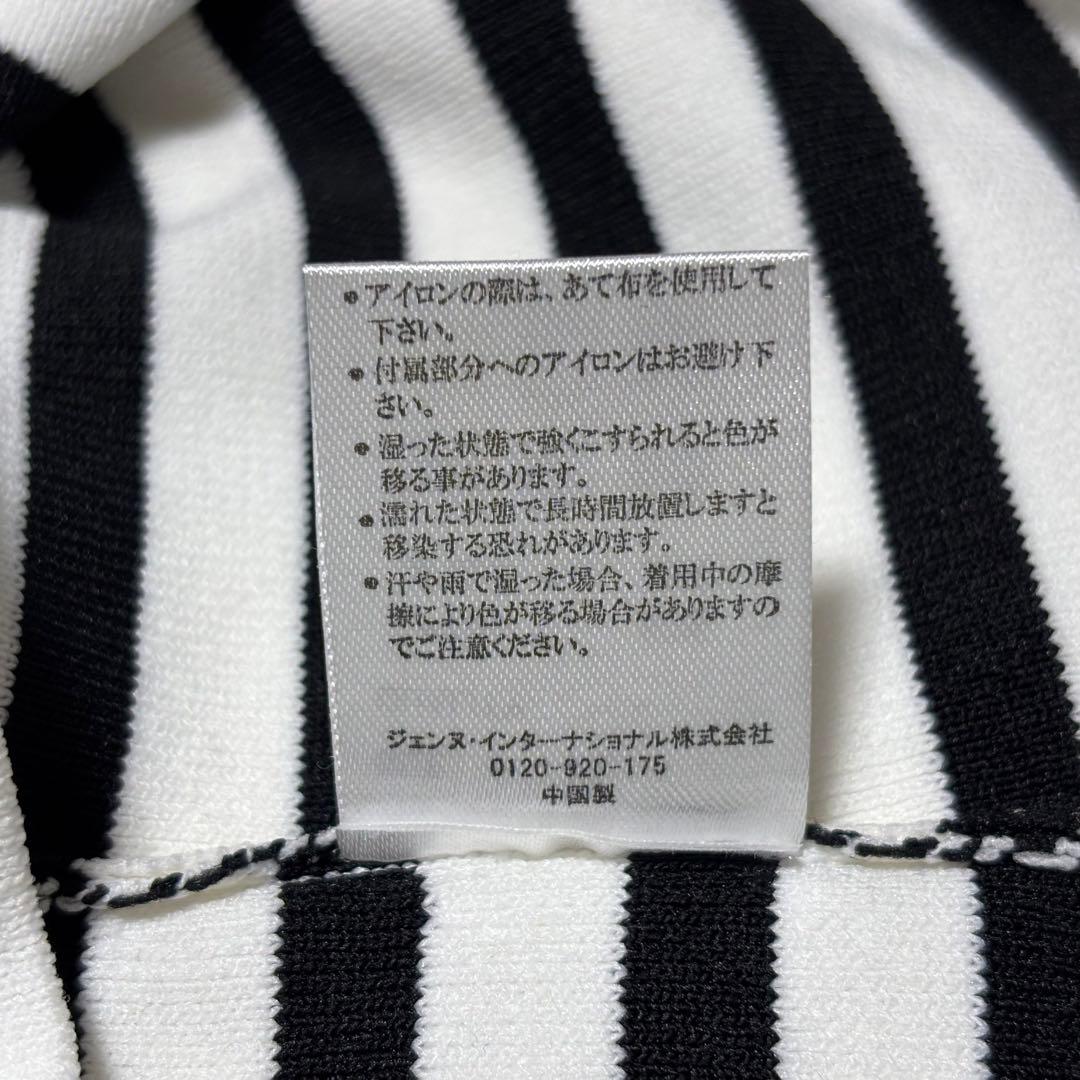 •アイロンの際は、あて布を使用して
下さい。
•付属部分へのアイロンはお避け下
さい。
•湿った状態で強くこすられると色が
移る事があります。
•濡れた状態で長時間放置しますと
移染する恐れがあります。
•汗や雨で湿った場合、着用中の摩
擦により色が移る場合がありますの
でご注意ください。
ジェンヌ・インターナショナル株式会社
0120-920-175
中国製